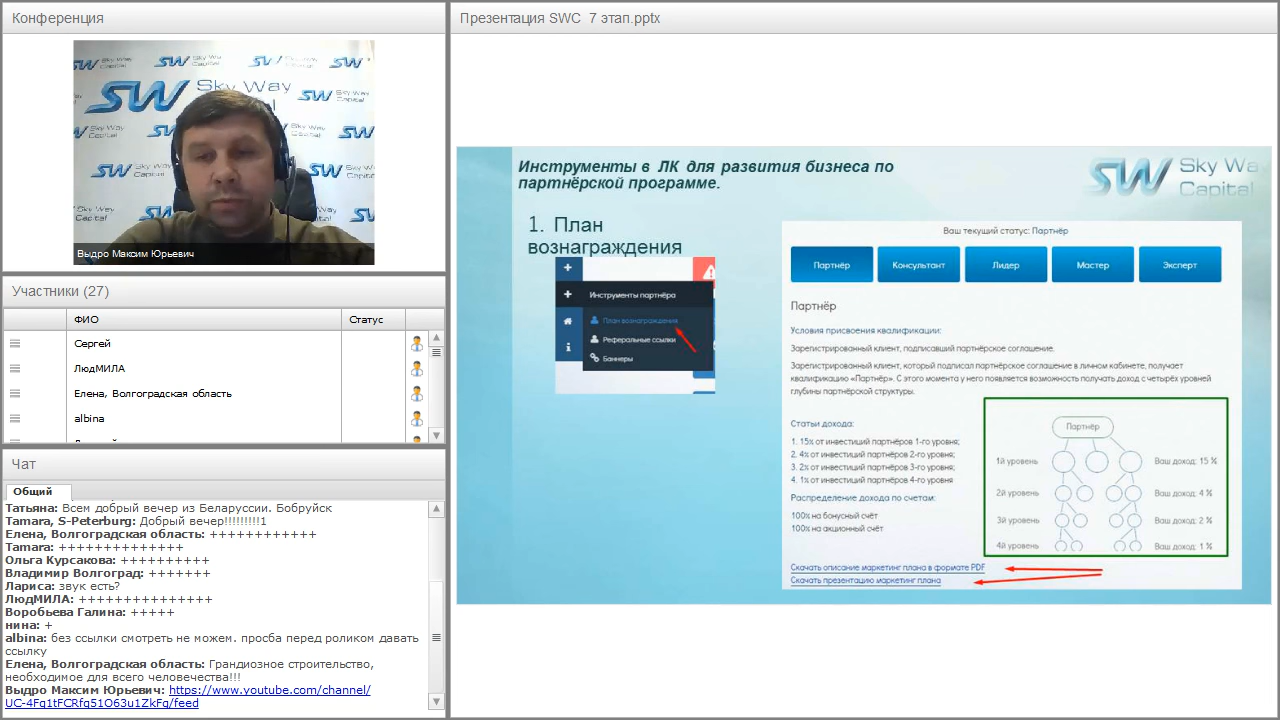 Конференция
SW
Sky Way
Capital
Выдро Максим Юрьевич
Участники (27)
ФИО
Статус
Сергей
ЛюдМИЛА
Елена, Волгоградская область
albina
Чат
Общий
Татьяна: Всем добрый вечер из Беларуссии. Бобруйск
Tamara, S-Peterburg: Добрый вечер!!!!!!!!!1
Елена, Волгоградская область: ++++++++++++
Tamara: ++++++++++++++
Ольга Курсакова: ++++++++++
Владимир Волгоград: +++++++
Лариса: звук есть?
ЛюдМИЛА: +++++++++++++++
Воробьева Галина: +++++
нина: +
albina: без ссылки смотреть не можем. просба перед роликом давать
ссылку
Елена, Волгоградская область: Грандиозное строительство,
необходимое для всего человечества!!!
Выдро Максим Юрьевич: https://www.youtube.com/channel/
UC-4Fg1tFCRfg51O63u1ZkFg/feed
Презентация SWC 7 этап.pptx
Инструменты в ЛК для развития бизнеса по
партнёрской программе.
SW Sky Wa
Capital
1. План
вознаграждения
Инструменты партнёра
План вознаграждения
Реферальные ссылки
Баннеры
Ваш текущий статус: Партнёр
Партнёр
Консультант
Лидер
Мастер
Эксперт
Партнёр
Условия присвоения квалификации:
Зарегистрированный клиент, подписавший партнёрское соглашение.
Зарегистрированный клиент, который подписал партнёрское соглашение в личном кабинете, получает
квалификацию «Партнёр». С этого момента у него появляется возможность получать доход с четырёх уровней
глубины партнёрской структуры.
Статьи дохода:
1. 15% от инвестиций партнёров 1-го уровня;
2. 4% от инвестиций партнёров 2-го уровня;
3. 2% от инвестиций партнёров 3-го уровня;
4. 1% от инвестиций партнёров 4-го уровня
Распределение дохода по счетам:
100% на бонусный счёт
100% на акционный счёт
Партнёр
1й уровень
Ваш доход: 15 %
2й уровень
Ваш доход: 4 %
3й уровень
Ваш доход: 2 %
4й уровень
Ваш доход: 1 %
Скачать описание маркетинг плана в формате PDF
Скачать презентацию маркетинг плана